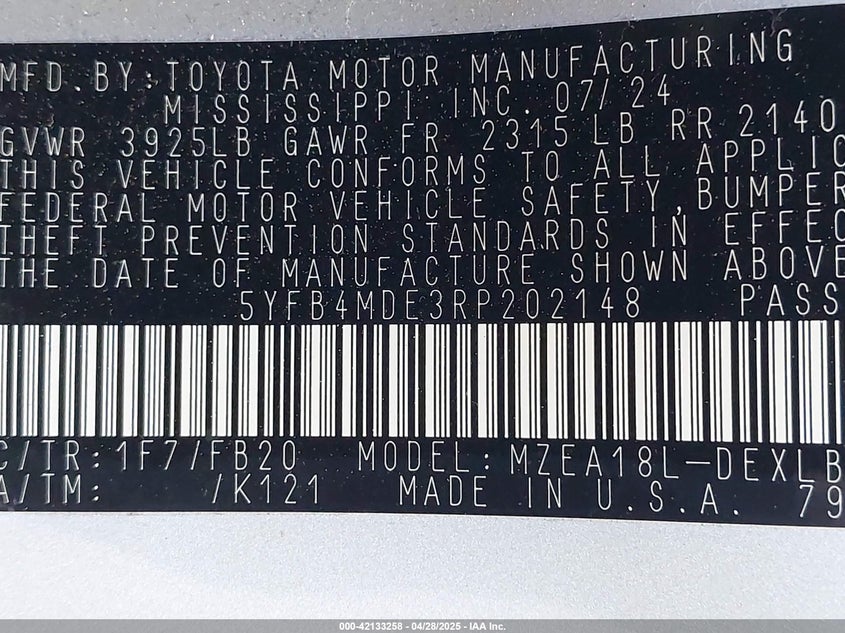 MFD. BY: TOYOTA MOTOR MANUFACTURING
MISSISSIPPI INC. 07/24
GVWR 3925LB GAWR FR 2315 LB RR 2140
THIS VEHICLE CONFORMS TO ALL APPLIC
FEDERAL MOTOR VEHICLE SAFETY, BUMPER
THEFT PREVENTION STANDARDS IN EFFEC
THE DATE OF MANUFACTURE SHOWN ABOVE
5YFB4MDE3RP202148 PASS
C/TR: 1F7/FB20 MODEL: MZEA18L-DEXLB
A/TM: /K121 MADE IN U.S.A. 79
000-42133258 - 04/28/2025 - IAA Inc.